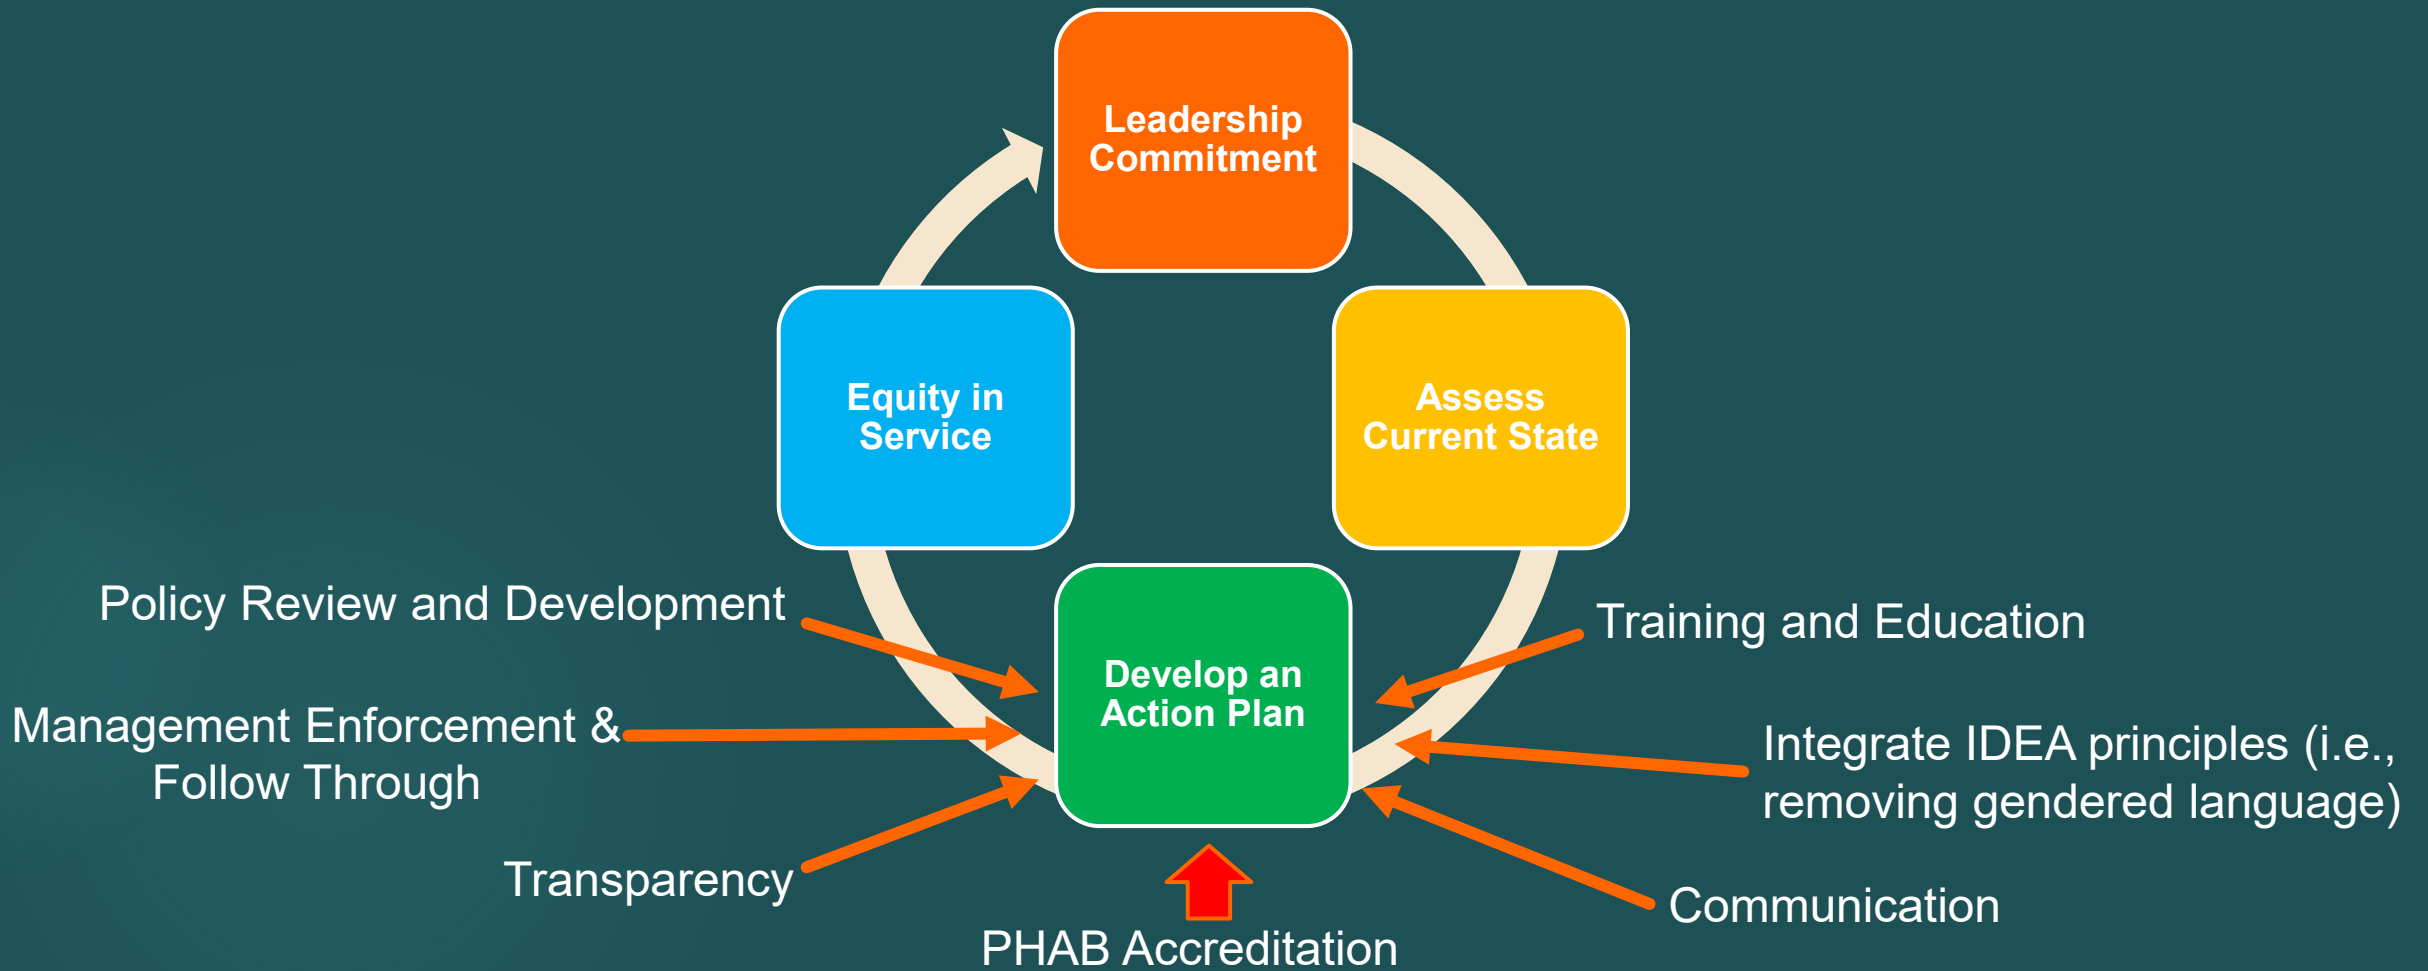 Leadership
Commitment
Equity in
Service
Assess
Current State
Develop an
Action Plan
Policy Review and Development
Management Enforcement &
Follow Through
Transparency
Training and Education
Integrate IDEA principles (i.e.,
removing gendered language)
Communication
PHAB Accreditation